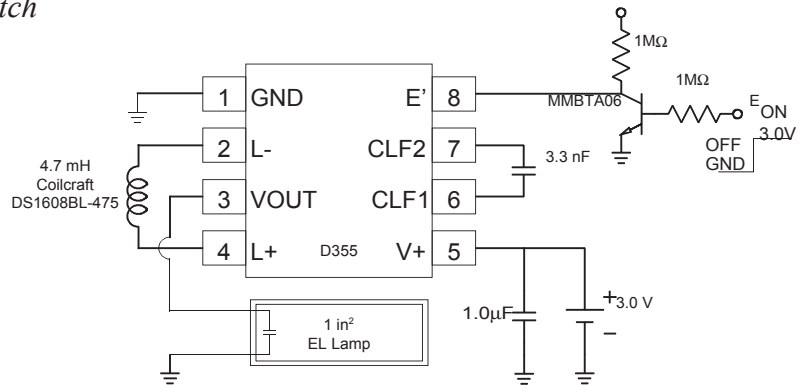 tch
1MΩ
1MΩ
MMBTA06
E
ON
3.0V
OFF
GND
1 GND
E' 8
2 L-
CLF2 7
3.3 nF
4.7 mH
Coilcraft
DS1608BL-475
3 VOUT
CLF1 6
4 L+
D355
V+ 5
1.0µF
+
3.0 V
–
1 in²
EL Lamp